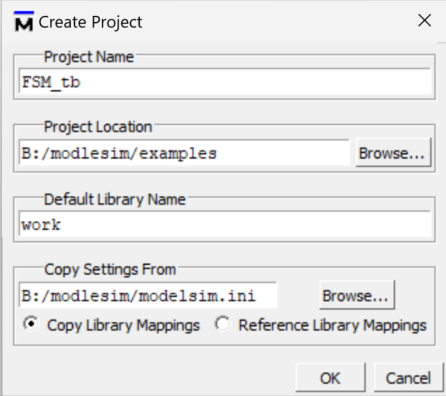 Create Project
Project Name
FSM_tb
Project Location
B:/modlesim/examples
Browse...
Default Library Name
work
Copy Settings From
B:/modlesim/modelsim.ini
Browse...
Copy Library Mappings
Reference Library Mappings
OK
Cancel